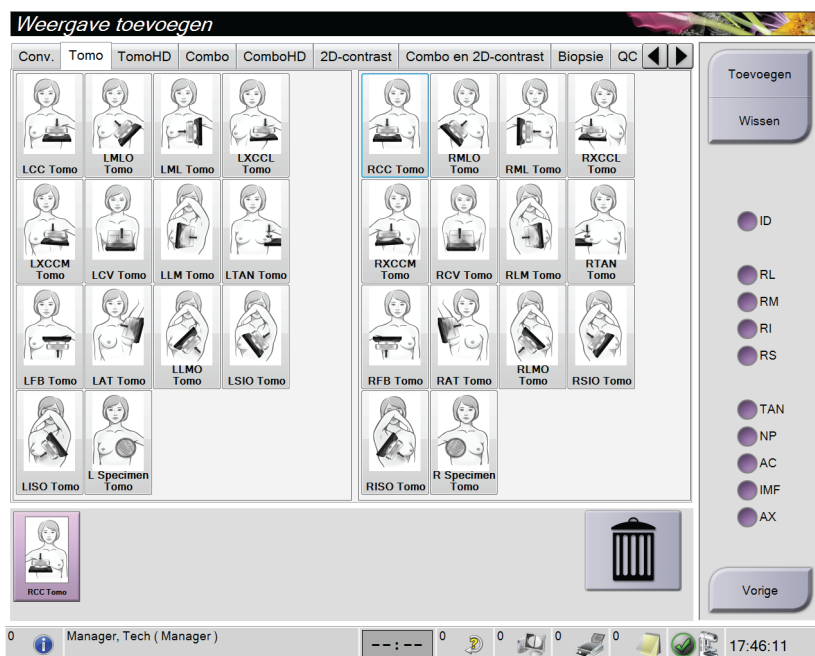 Weergave toevoegen
Conv. Tomo TomoHD Combo ComboHD 2D-contrast Combo en 2D-contrast Biopsie QC
LCC Tomo
LMLO
Tomo
LML Tomo
LXCCL
Tomo
RCC Tomo
RMLO
Tomo
RML Tomo
RXCCL
Tomo
LXCCM
Tomo
LCV Tomo
LLM Tomo
LTAN Tomo
RXCCM
Tomo
RCV Tomo
RLM Tomo
RTAN
Tomo
LFB Tomo
LAT Tomo
LLMO
Tomo
LSIO Tomo
RFB Tomo
RAT Tomo
RLMO
Tomo
RSIO Tomo
LISO Tomo
L Specimen
Tomo
RISO Tomo
R Specimen
Tomo
Toevoegen
Wissen
ID
RL
RM
RI
RS
TAN
NP
AC
IMF
AX
RCC Tomo
Vorige
0 Manager, Tech ( Manager ) --:-- 0 0 0 0 17:46:11